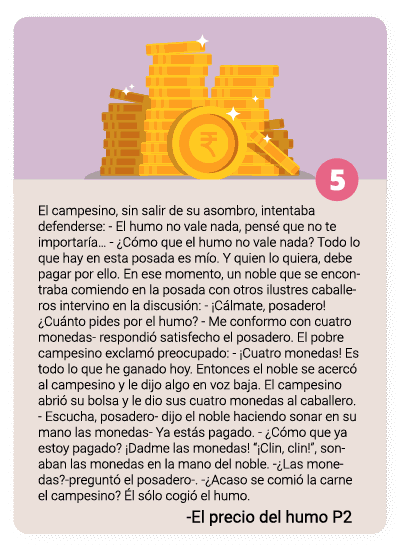 ₹
5
El campesino, sin salir de su asombro, intentaba
defenderse: - El humo no vale nada, pensé que no te
importaría... - ¿Cómo que el humo no vale nada? Todo lo
que hay en esta posada es mío. Y quien lo quiera, debe
pagar por ello. En ese momento, un noble que se encon-
traba comiendo en la posada con otros ilustres caballe-
ros intervino en la discusión: - ¡Cálmate, posadero!
¿Cuánto pides por el humo? - Me conformo con cuatro
monedas- respondió satisfecho el posadero. El pobre
campesino exclamó preocupado: - ¡Cuatro monedas! Es
todo lo que he ganado hoy. Entonces el noble se acercó
al campesino y le dijo algo en voz baja. El campesino
abrió su bolsa y le dio sus cuatro monedas al caballero.
- Escucha, posadero- dijo el noble haciendo sonar en su
mano las monedas- Ya estás pagado. - ¿Cómo que ya
estoy pagado? ¡Dadme las monedas! "¡Clin, clin!", son-
aban las monedas en la mano del noble. -¿Las mone-
das?-preguntó el posadero-. -¿Acaso se comió la carne
el campesino? Él sólo cogió el humo.
-El precio del humo P2